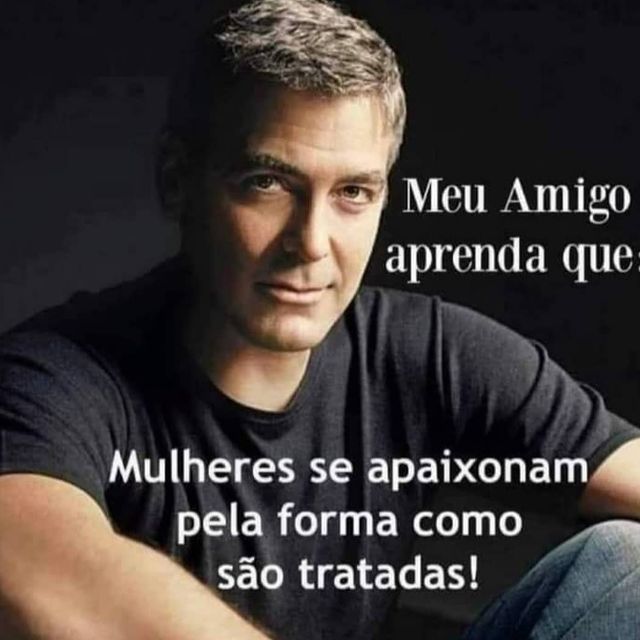 Meu Amigo
aprenda que:
Mulheres se apaixonam
pela forma como
são tratadas!